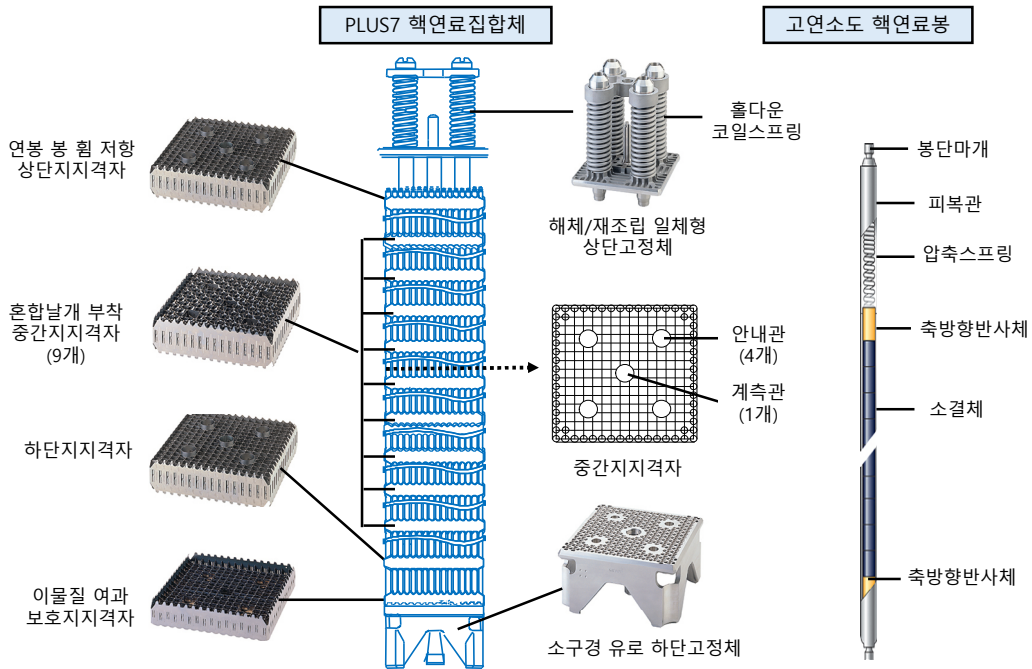 PLUS7 핵연료집합체
고연소도 핵연료봉
연봉 봉 휨 저항
상단지지격자
혼합날개 부착
중간지지격자
(9개)
하단지지격자
이물질 여과
보호지지격자
홀다운
코일스프링
해체/재조립 일체형
상단고정체
안내관
(4개)
계측관
(1개)
중간지지격자
소구경 유로 하단고정체
봉단마개
피복관
압축스프링
축방향반사체
소결체
축방향반사체